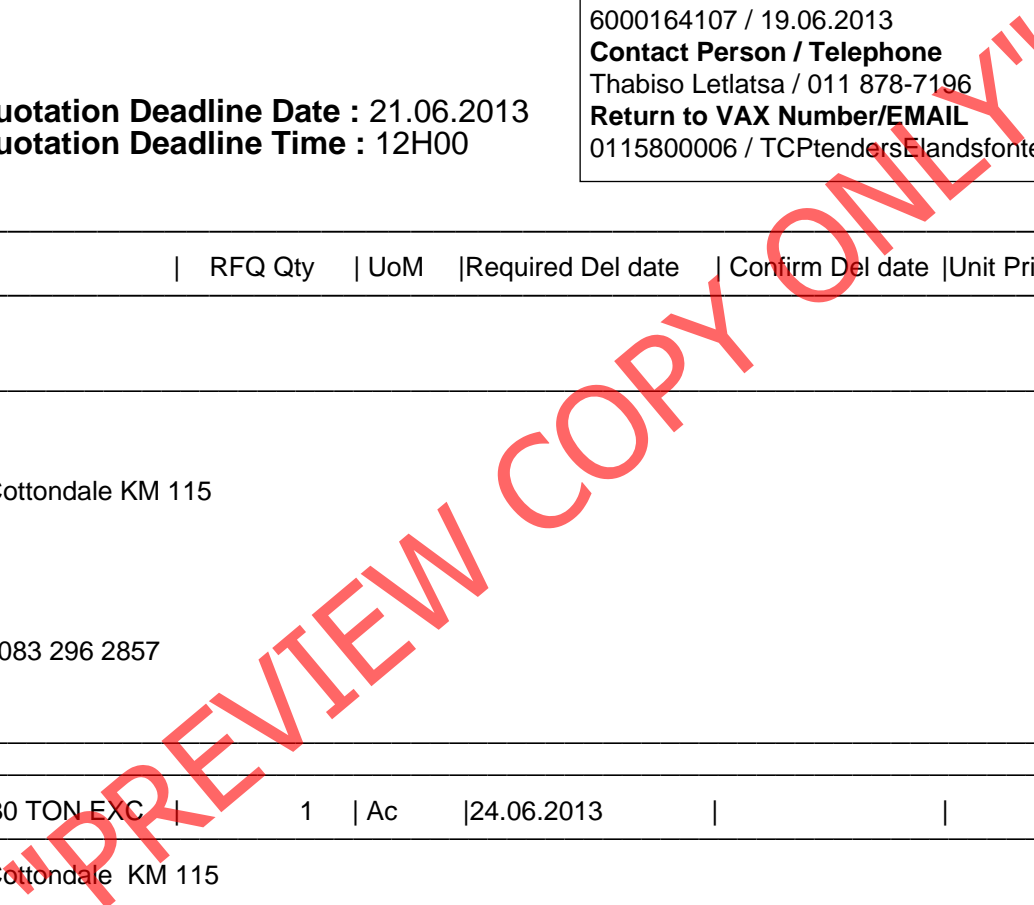 6000164107 / 19.06.2013
Contact Person / Telephone
Thabiso Letlatsa / 011 878-7196
uotation Deadline Date : 21.06.2013
Return to VAX Number/EMAIL
uotation Deadline Time : 12H00
0115800006 / TCPtendersElandsfonte
| RFQ Qty | UoM |Required Del date | Confirm Del date |Unit Pri
ottondale KM 115
083 296 2857
0 TON EXC | 1 | Ac |24.06.2013 | |
ottondale KM 115
"PREVIEW COPY ONLY"